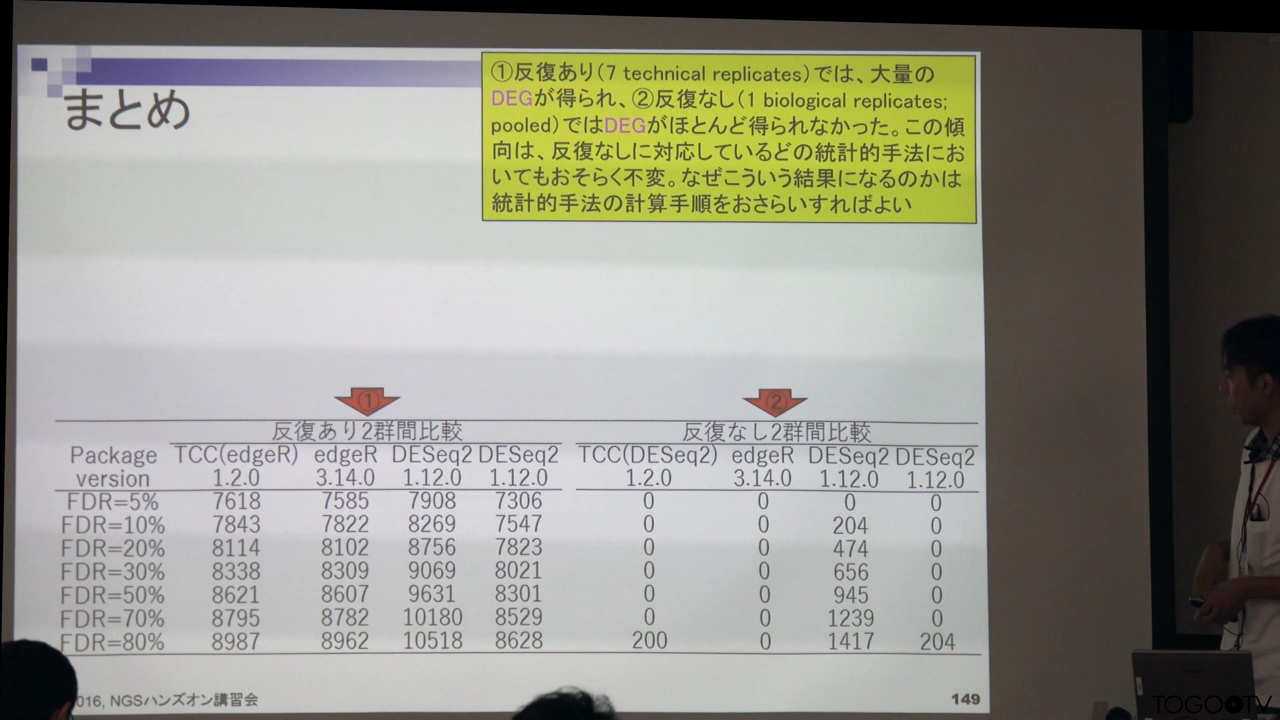 まとめ
①反復あり(7 technical replicates)では、大量の
DEGが得られ、②反復なし(1 biological replicates;
pooled)ではDEGがほとんど得られなかった。この傾
向は、反復なしに対応しているどの統計的手法にお
いてもおそらく不変。なぜこういう結果になるのかは
統計的手法の計算手順をおさらいすればよい
① ②
反復あり2群間比較 反復なし2群間比較
Package TCC(edgeR) edgeR DESeq2 DESeq2 TCC(DESeq2) edgeR DESeq2 DESeq2
version 1.2.0 3.14.0 1.12.0 1.12.0 1.2.0 3.14.0 1.12.0 1.12.0
FDR=5% 7618 7585 7908 7306 0 0 0 0
FDR=10% 7843 7822 8269 7547 0 0 204 0
FDR=20% 8114 8102 8756 7823 0 0 474 0
FDR=30% 8338 8309 9069 8021 0 0 656 0
FDR=50% 8621 8607 9631 8301 0 0 945 0
FDR=70% 8795 8782 10180 8529 0 0 1239 0
FDR=80% 8987 8962 10518 8628 200 0 1417 204
016, NGSハンズオン講習会 149
TOGOTV